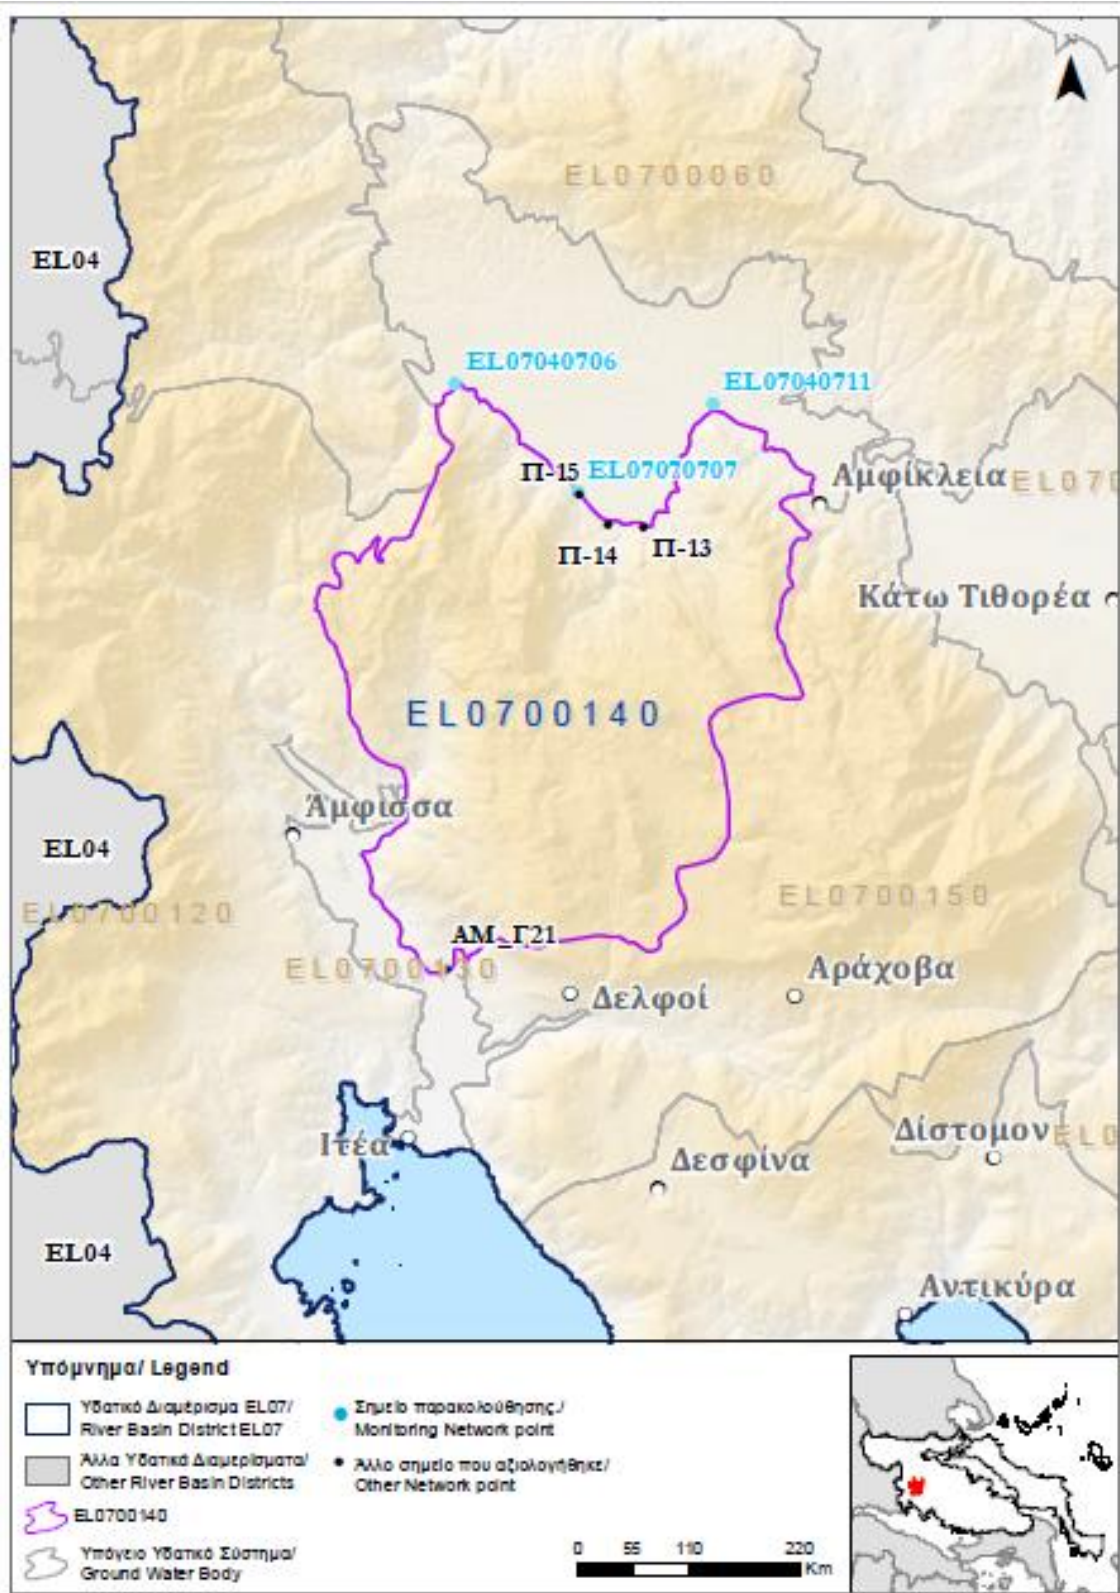 EL0700060
EL04
EL07040706
EL07040711
Π-15
EL07070707
Αμφίκλεια
EL070
Π-14
Π-13
Κάτω Τιθορέα
EL0700140
Άμφισσα
EL04
EL0700120
EL0700150
ΑΜ_Γ21
EL0700130
Αράχοβα
Δελφοί
Ιτέα
Δίστομον
EL0
Δεσφίνα
EL04
Αντικύρα
Υπόμνημα/ Legend
Υδατικό Διαμέρισμα EL07/
River Basin District EL07
Άλλα Υδατικά Διαμερίσματα/
Other River Basin Districts
EL0700140
Υπόγειο Υδατικό Σύστημα/
Ground Water Body
Σημείο παρακολούθησης/
Monitoring Network point
Άλλο σημείο που αξιολογήθηκε/
Other Network point
0 55 110 220
Km